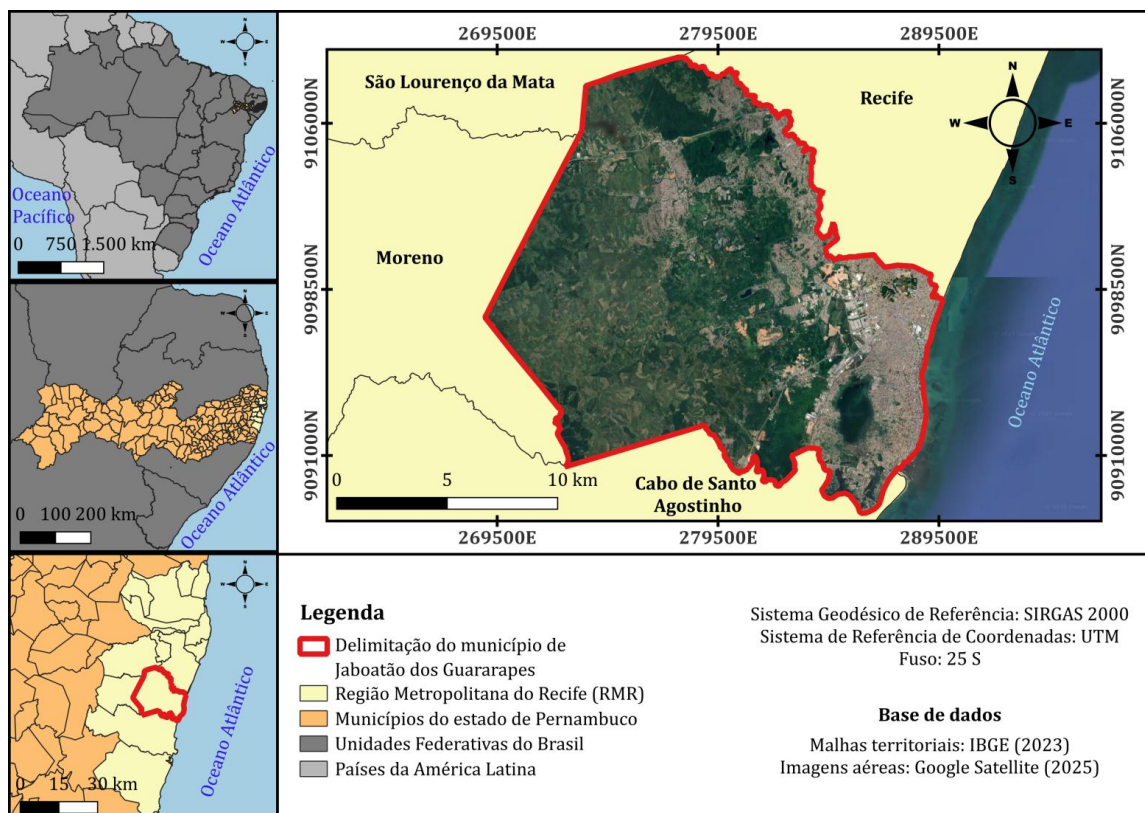 N
W E
S
Oceano
Pacífico
Oceano Atlântico
0 750 1.500 km
N
W E
S
Oceano Atlântico
0 100 200 km
N
W E
S
Oceano Atlântico
0 15 30 km
269500E 279500E 289500E
9106000N
9098500N
9091000N
São Lourenço da Mata
Recife
N
W E
S
Moreno
Oceano Atlântico
Cabo de Santo
Agostinho
0 5 10 km
9106000N
9098500N
9091000N
269500E 279500E 289500E
Legenda
Delimitação do município de
Jaboatão dos Guararapes
Região Metropolitana do Recife (RMR)
Municípios do estado de Pernambuco
Unidades Federativas do Brasil
Países da América Latina
Sistema Geodésico de Referência: SIRGAS 2000
Sistema de Referência de Coordenadas: UTM
Fuso: 25 S
Base de dados
Malhas territoriais: IBGE (2023)
Imagens aéreas: Google Satellite (2025)